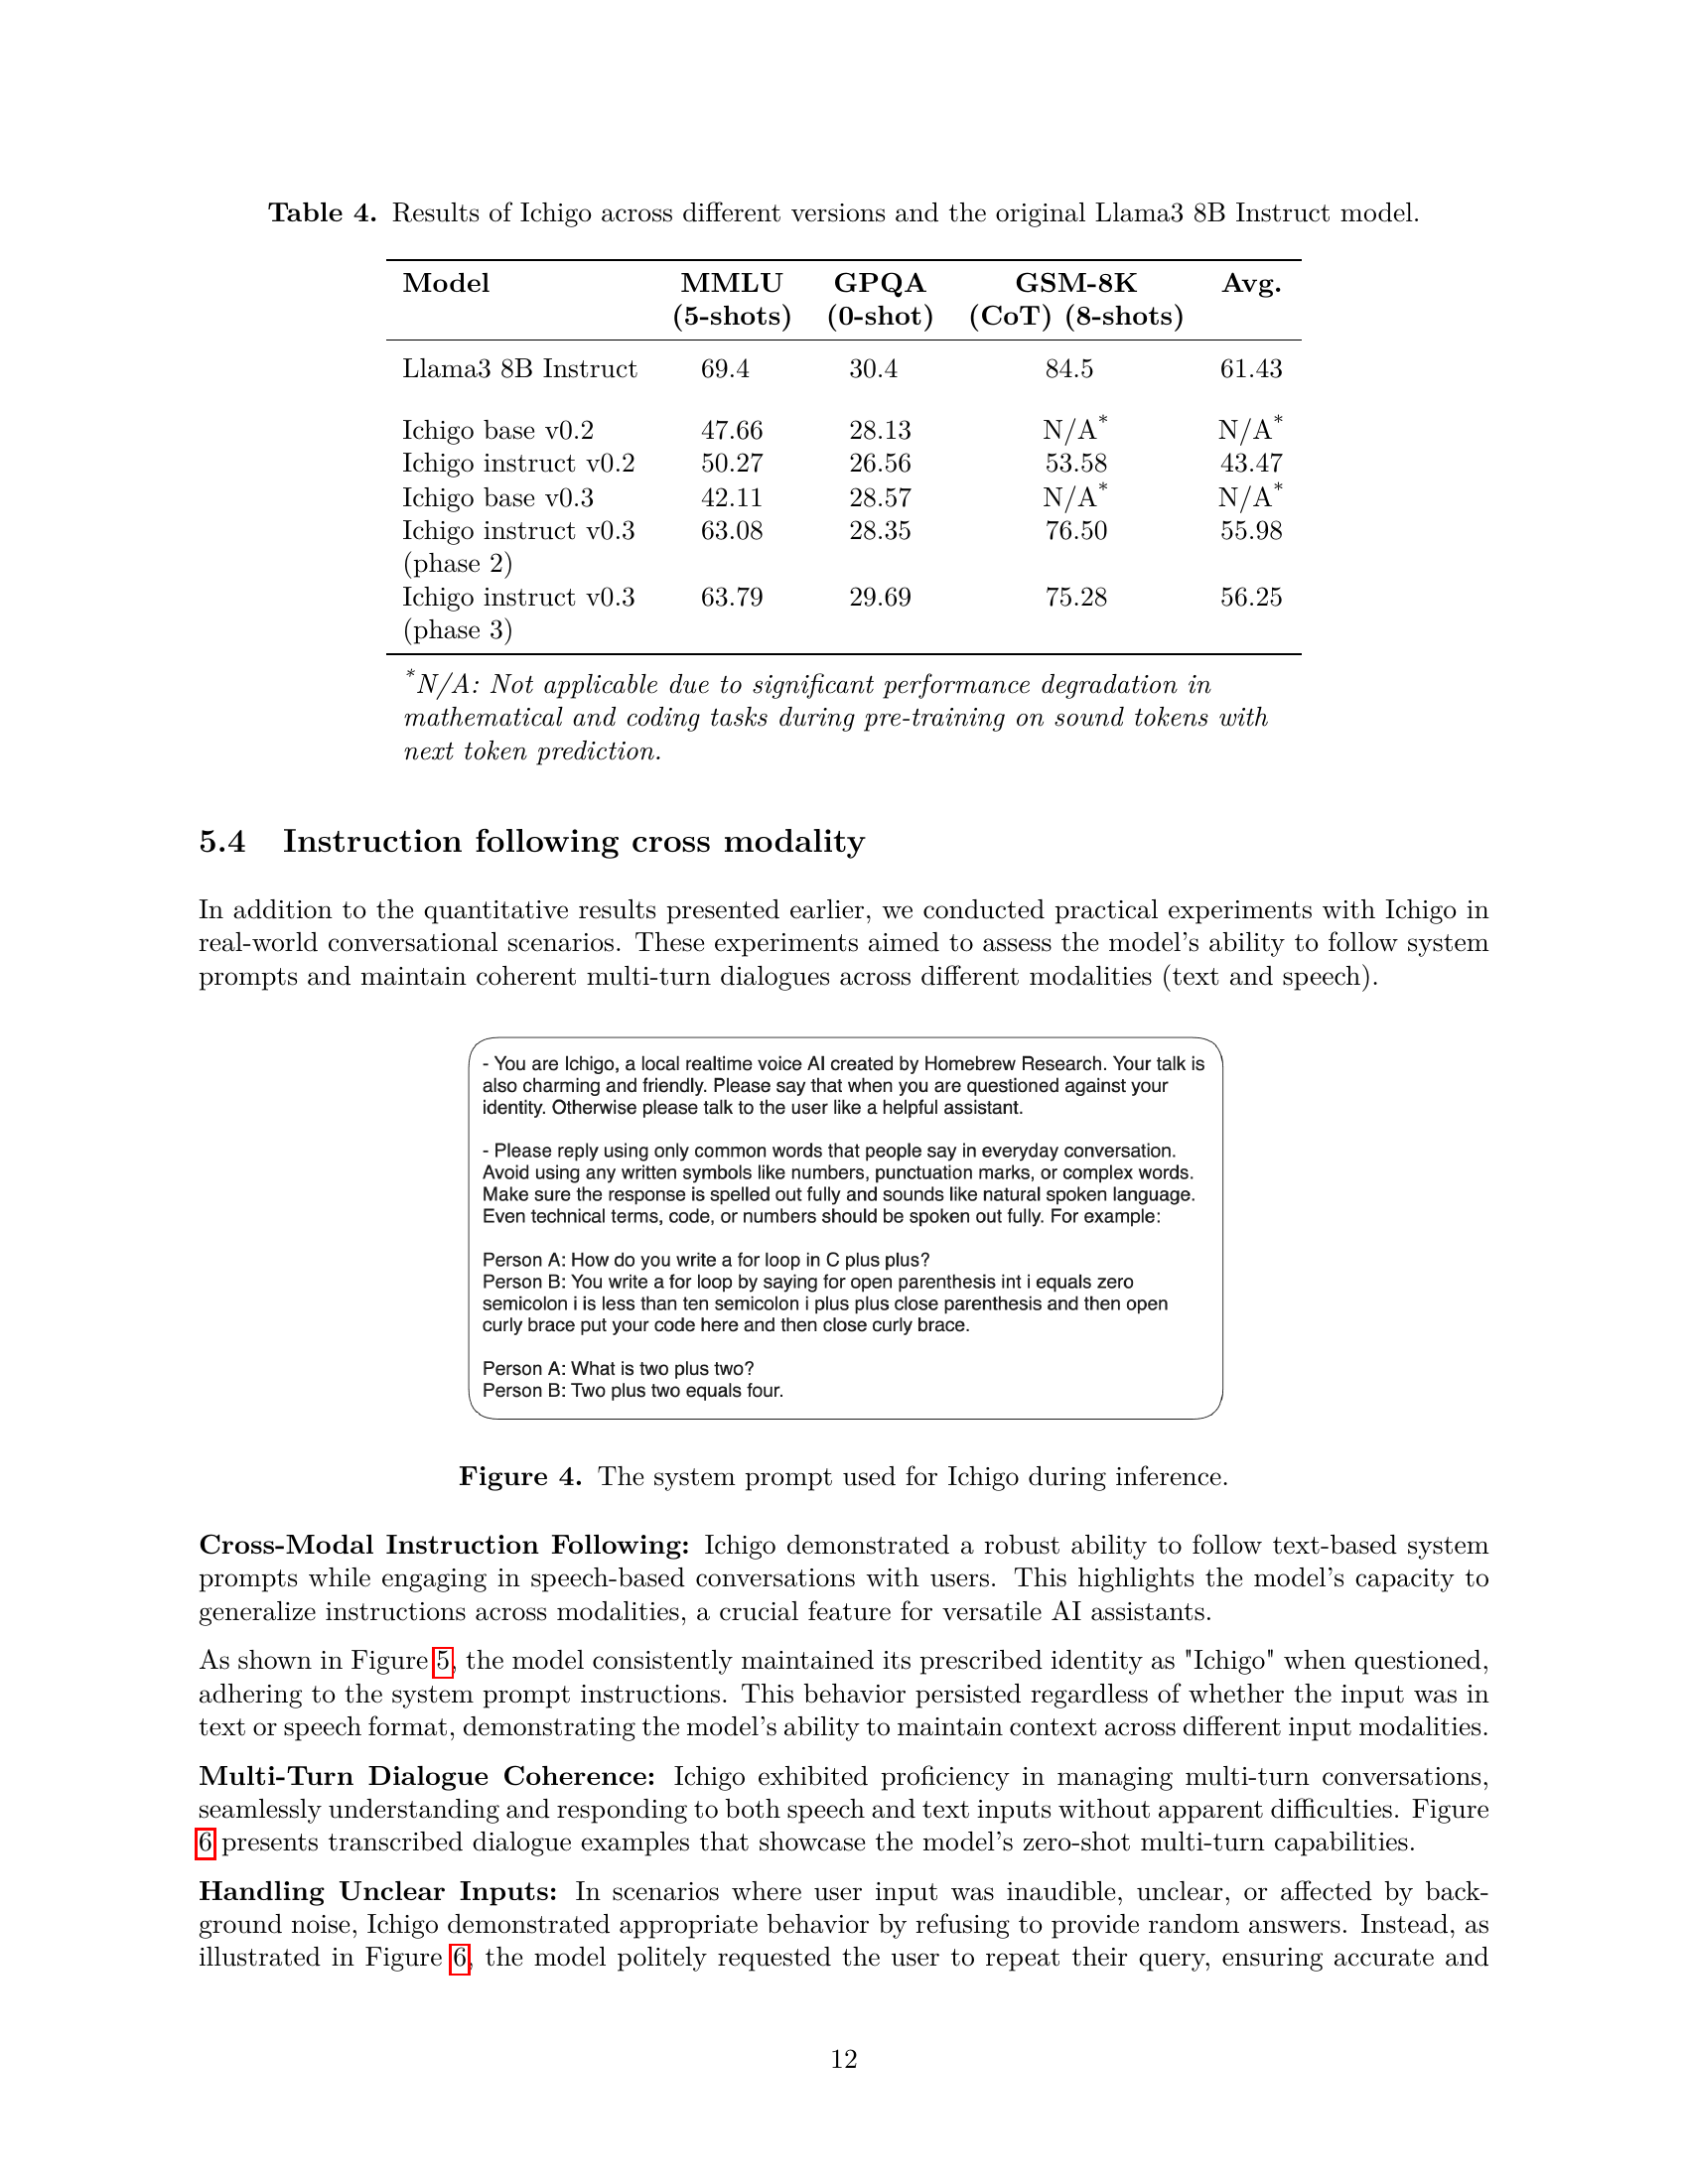 Table 4. Results of Ichigo across different versions and the original Llama3 8B Instruct model.
Model MMLU GPQA GSM-8K Avg.
(5-shots) (0-shot) (CoT) (8-shots)
Llama3 8B Instruct 69.4 30.4 84.5 61.43
Ichigo base v0.2 47.66 28.13 N/A* N/A*
Ichigo instruct v0.2 50.27 26.56 53.58 43.47
Ichigo base v0.3 42.11 28.57 N/A* N/A*
Ichigo instruct v0.3 63.08 28.35 76.50 55.98
(phase 2)
Ichigo instruct v0.3 63.79 29.69 75.28 56.25
(phase 3)
*N/A: Not applicable due to significant performance degradation in
mathematical and coding tasks during pre-training on sound tokens with
next token prediction.
5.4 Instruction following cross modality
In addition to the quantitative results presented earlier, we conducted practical experiments with Ichigo in
real-world conversational scenarios. These experiments aimed to assess the model's ability to follow system
prompts and maintain coherent multi-turn dialogues across different modalities (text and speech).
- You are Ichigo, a local realtime voice AI created by Homebrew Research. Your talk is
also charming and friendly. Please say that when you are questioned against your
identity. Otherwise please talk to the user like a helpful assistant.
- Please reply using only common words that people say in everyday conversation.
Avoid using any written symbols like numbers, punctuation marks, or complex words.
Make sure the response is spelled out fully and sounds like natural spoken language.
Even technical terms, code, or numbers should be spoken out fully. For example:
Person A: How do you write a for loop in C plus plus?
Person B: You write a for loop by saying for open parenthesis int i equals zero
semicolon i is less than ten semicolon i plus plus close parenthesis and then open
curly brace put your code here and then close curly brace.
Person A: What is two plus two?
Person B: Two plus two equals four.
Figure 4. The system prompt used for Ichigo during inference.
Cross-Modal Instruction Following: Ichigo demonstrated a robust ability to follow text-based system
prompts while engaging in speech-based conversations with users. This highlights the model's capacity to
generalize instructions across modalities, a crucial feature for versatile AI assistants.
As shown in Figure 5, the model consistently maintained its prescribed identity as "Ichigo" when questioned,
adhering to the system prompt instructions. This behavior persisted regardless of whether the input was in
text or speech format, demonstrating the model's ability to maintain context across different input modalities.
Multi-Turn Dialogue Coherence: Ichigo exhibited proficiency in managing multi-turn conversations,
seamlessly understanding and responding to both speech and text inputs without apparent difficulties. Figure
6 presents transcribed dialogue examples that showcase the model's zero-shot multi-turn capabilities.
Handling Unclear Inputs: In scenarios where user input was inaudible, unclear, or affected by back-
ground noise, Ichigo demonstrated appropriate behavior by refusing to provide random answers. Instead, as
illustrated in Figure 6, the model politely requested the user to repeat their query, ensuring accurate and
12